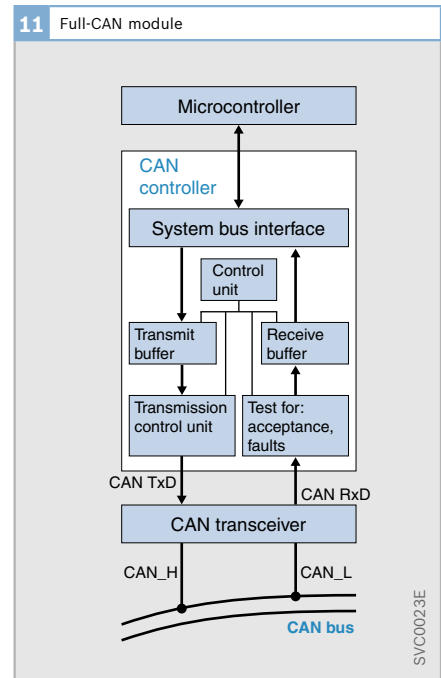 11 Full-CAN module
Microcontroller
CAN
controller
System bus interface
Control
unit
Transmit
buffer
Receive
buffer
Transmission
control unit
Test for:
acceptance,
faults
CAN TxD
CAN RxD
CAN transceiver
CAN_H
CAN_L
CAN bus
SVC0023E